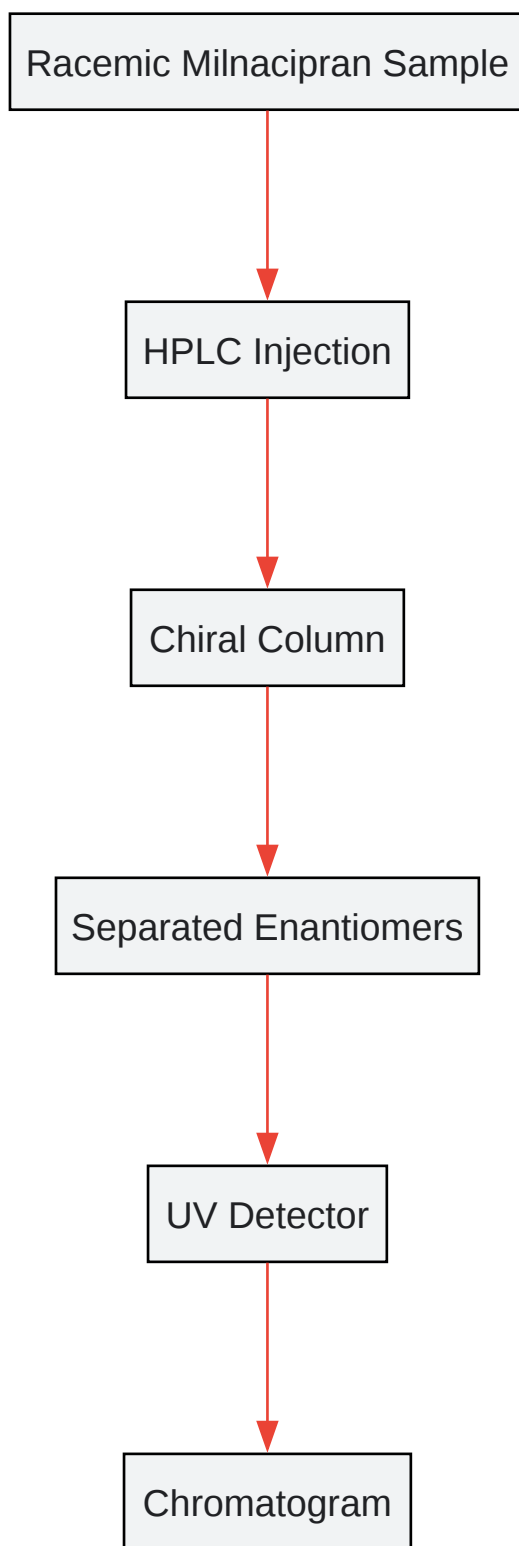 Racemic Milnacipran Sample
HPLC Injection
Chiral Column
Separated Enantiomers
UV Detector
Chromatogram